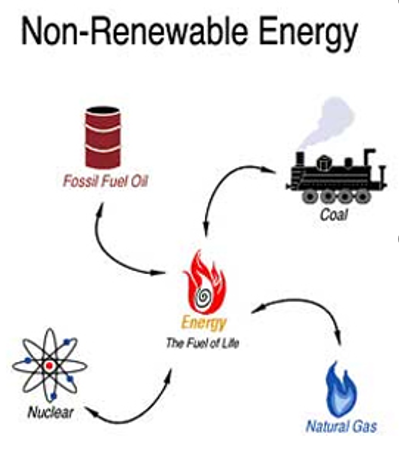 Non-Renewable Energy
Fossil Fuel Oil
Coal
Energy
The Fuel of Life
Nuclear
Natural Gas